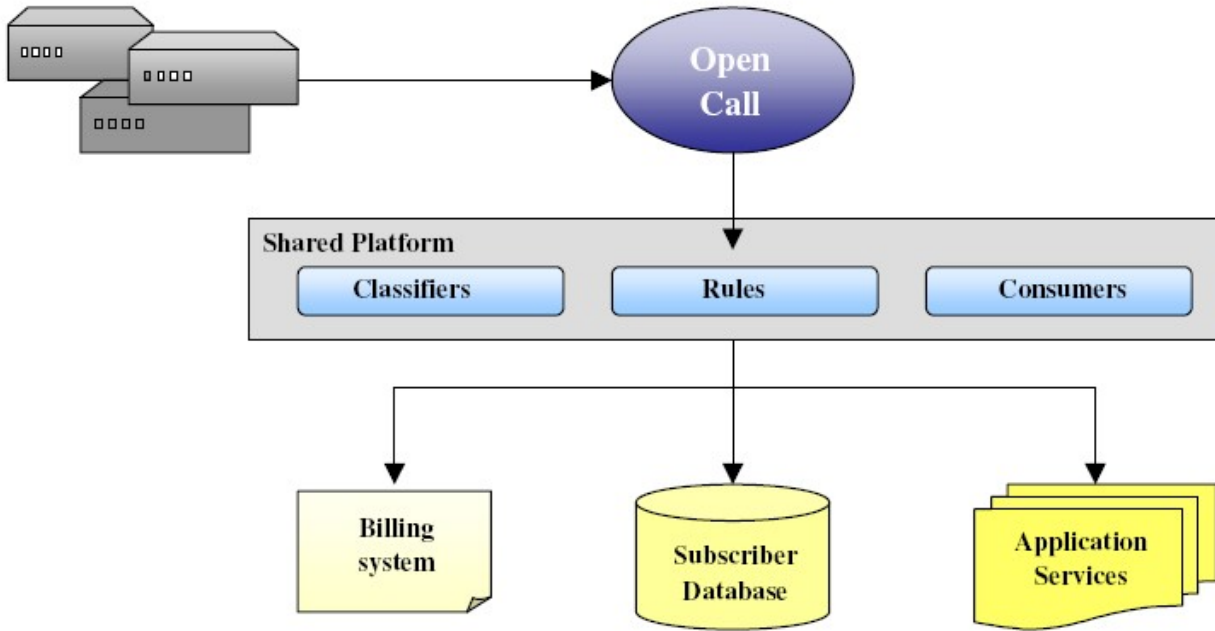 Open
Call
Shared Platform
Classifiers
Rules
Consumers
Billing
system
Subscriber
Database
Application
Services